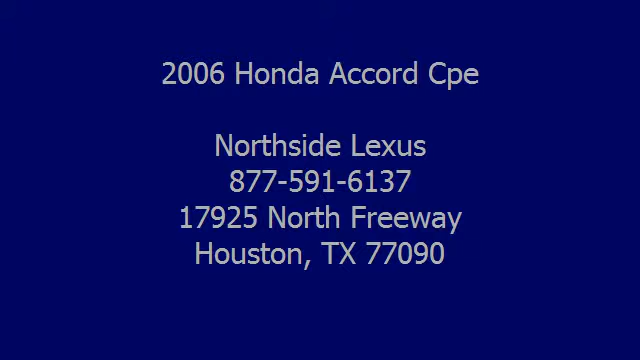 2006 Honda Accord Cpe
Northside Lexus
877-591-6137
17925 North Freeway
Houston, TX 77090